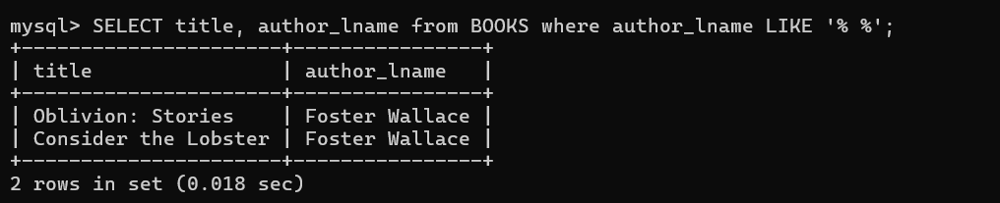 mysql> SELECT title, author_lname from BOOKS where author_lname LIKE '% %';
+----------------------+----------------+
| title                | author_lname   |
+----------------------+----------------+
| Oblivion: Stories    | Foster Wallace |
| Consider the Lobster | Foster Wallace |
+----------------------+----------------+
2 rows in set (0.018 sec)